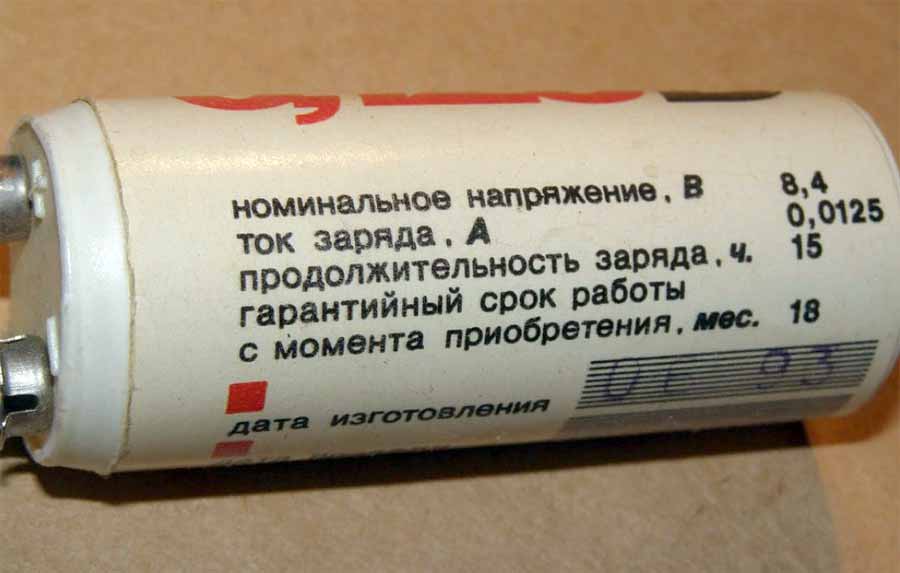 номинальное напряжение, В 8,4
ток заряда, А 0,0125
продолжительность заряда, ч. 15
гарантийный срок работы
с момента приобретения, мес. 18
дата изготовления 93